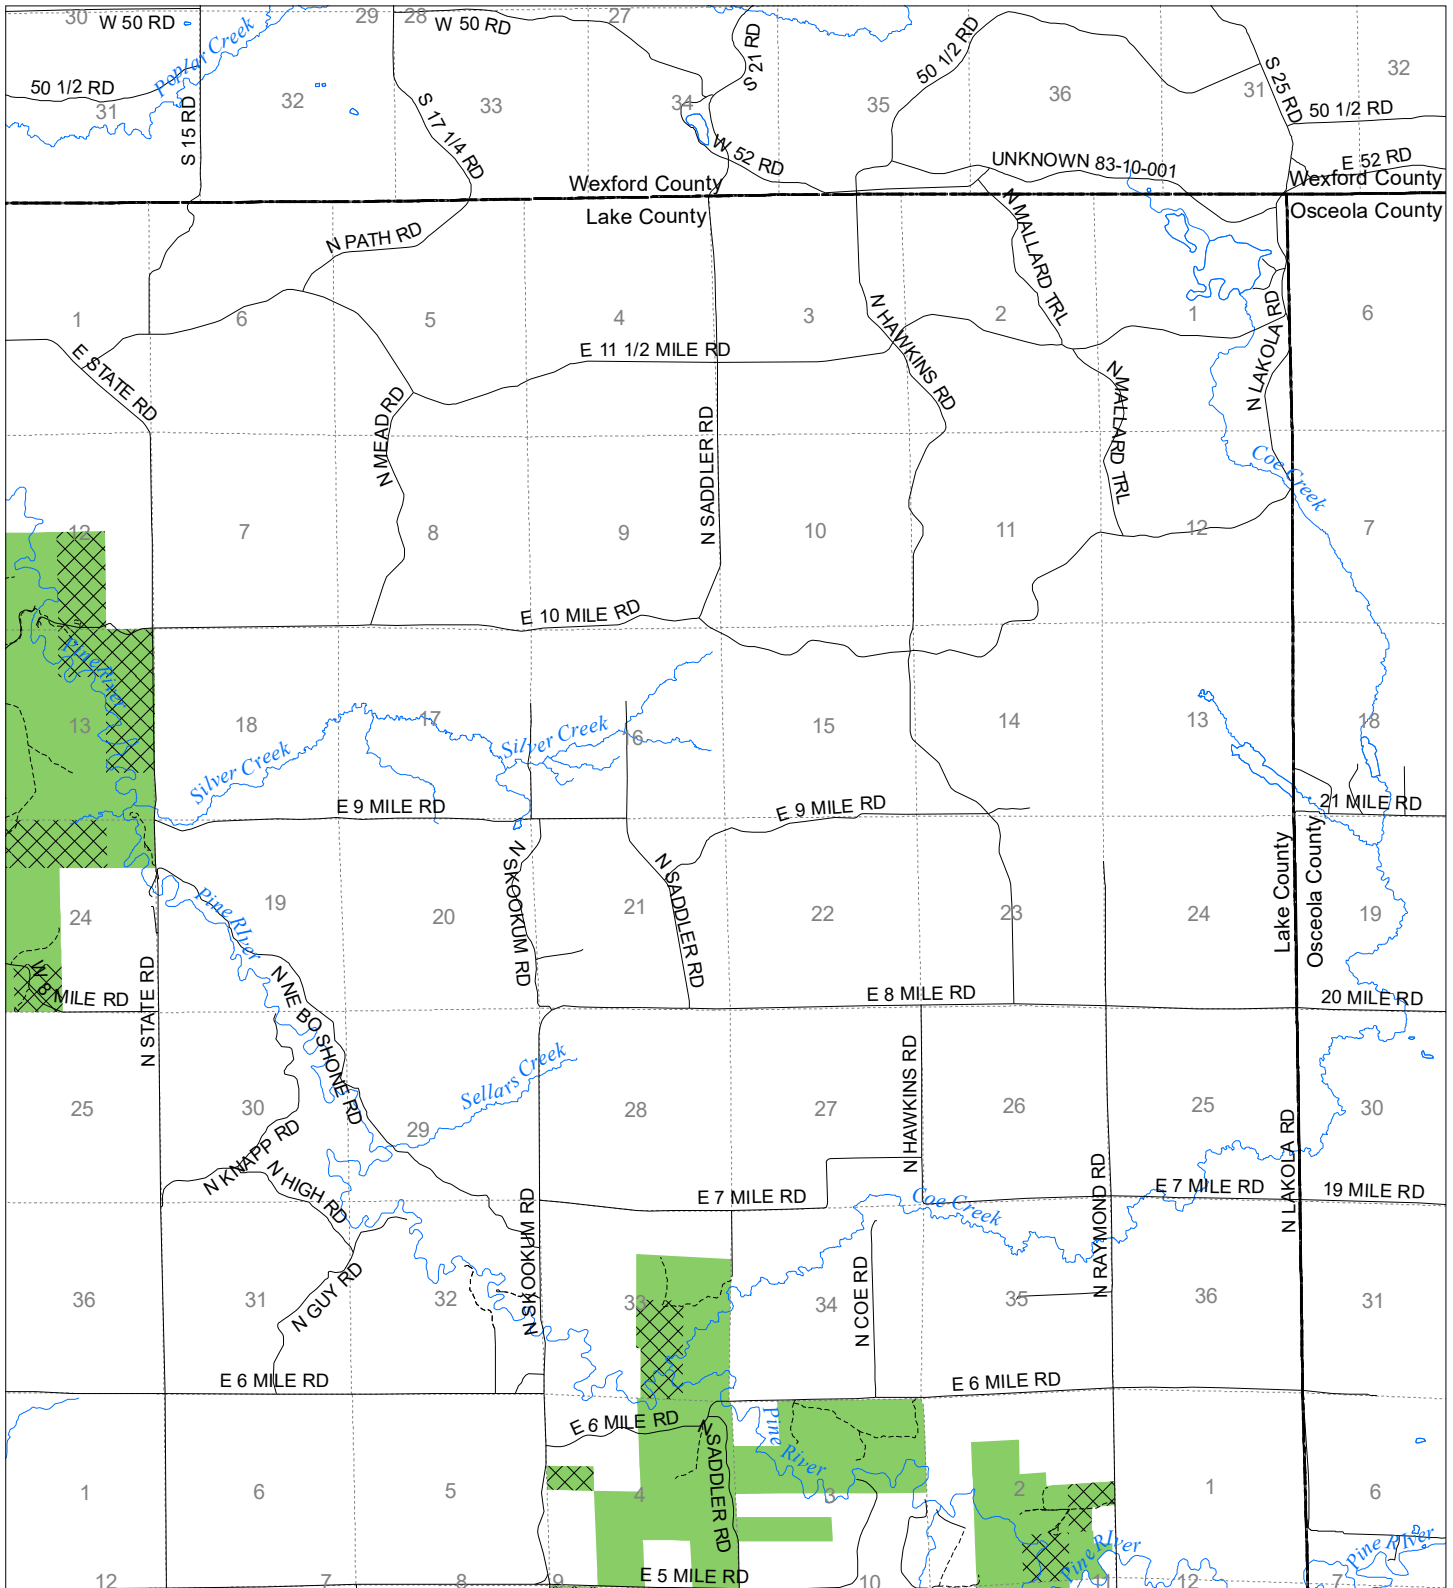 30
W 50 RD
29
28
W 50 RD
27
Poplar Creek
S 21 RD
50 1/2 RD
S 25 RD
32
50 1/2 RD
31
S 15 RD
32
S 17 1/4 RD
33
34
35
36
31
50 1/2 RD
W 52 RD
UNKNOWN 83-10-001
E 52 RD
Wexford County
Wexford County
Lake County
Osceola County
N PATH RD
N MALLARD TRL
1
6
5
4
3
N HAWKINS RD
2
1
N LAKOLA RD
6
E STATE RD
E 11 1/2 MILE RD
N MEAD RD
N SADDLER RD
N MALLARD TRL
Coe Creek
12
7
8
9
10
11
12
7
E 10 MILE RD
Pine River
13
18
17
Silver Creek
Silver Creek
16
15
14
13
18
E 9 MILE RD
E 9 MILE RD
21 MILE RD
N SKOOKUM RD
N SADDLER RD
Lake County
Osceola County
24
Pine RIver
19
20
21
22
23
24
19
W 8 MILE RD
N STATE RD
N NE BO SHONE RD
E 8 MILE RD
20 MILE RD
Sellars Creek
N HAWKINS RD
25
30
29
28
27
26
25
30
N KNAPP RD
N HIGH RD
N SKOOKUM RD
E 7 MILE RD
Coe Creek
N RAYMOND RD
E 7 MILE RD
N LAKOLA RD
19 MILE RD
36
31
N GUY RD
32
33
34
N COE RD
35
36
31
E 6 MILE RD
E 6 MILE RD
E 6 MILE RD
N SADDLER RD
Pine River
1
6
5
4
3
2
1
6
Pine RIver
Pine RIver
12
7
8
9
E 5 MILE RD
10
11
12
7